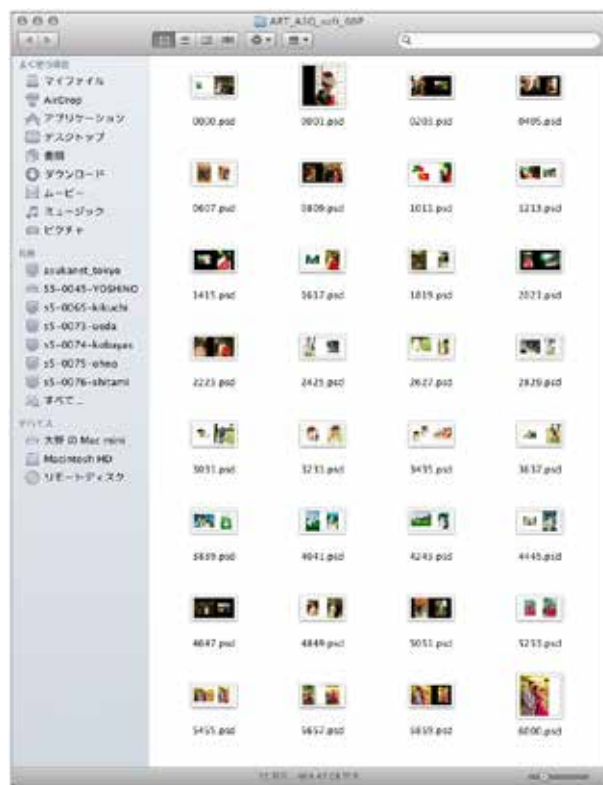 よく使う項目
マイファイル
AirDrop
アプリケーション
デスクトップ
書類
ダウンロード
ムービー
ミュージック
ピクチャ
共有
asukanet_tokyo
S5-0045-YOSHINO
s5-0065-kikuchi
s5-0073-ueda
s5-0074-kobayas
s5-0075-ohno
s5-0076-shitami
すべて...
デバイス
大野 の Mac mini
Macintosh HD
リモートディスク
0000.psd
0001.psd
0203.psd
0405.psd
0607.psd
0809.psd
1011.psd
1213.psd
1415.psd
1617.psd
1819.psd
2021.psd
2223.psd
2425.psd
2627.psd
2829.psd
3031.psd
3233.psd
3435.psd
3637.psd
3839.psd
4041.psd
4243.psd
4445.psd
4647.psd
4849.psd
5051.psd
5253.psd
5455.psd
5657.psd
5859.psd
6000.psd